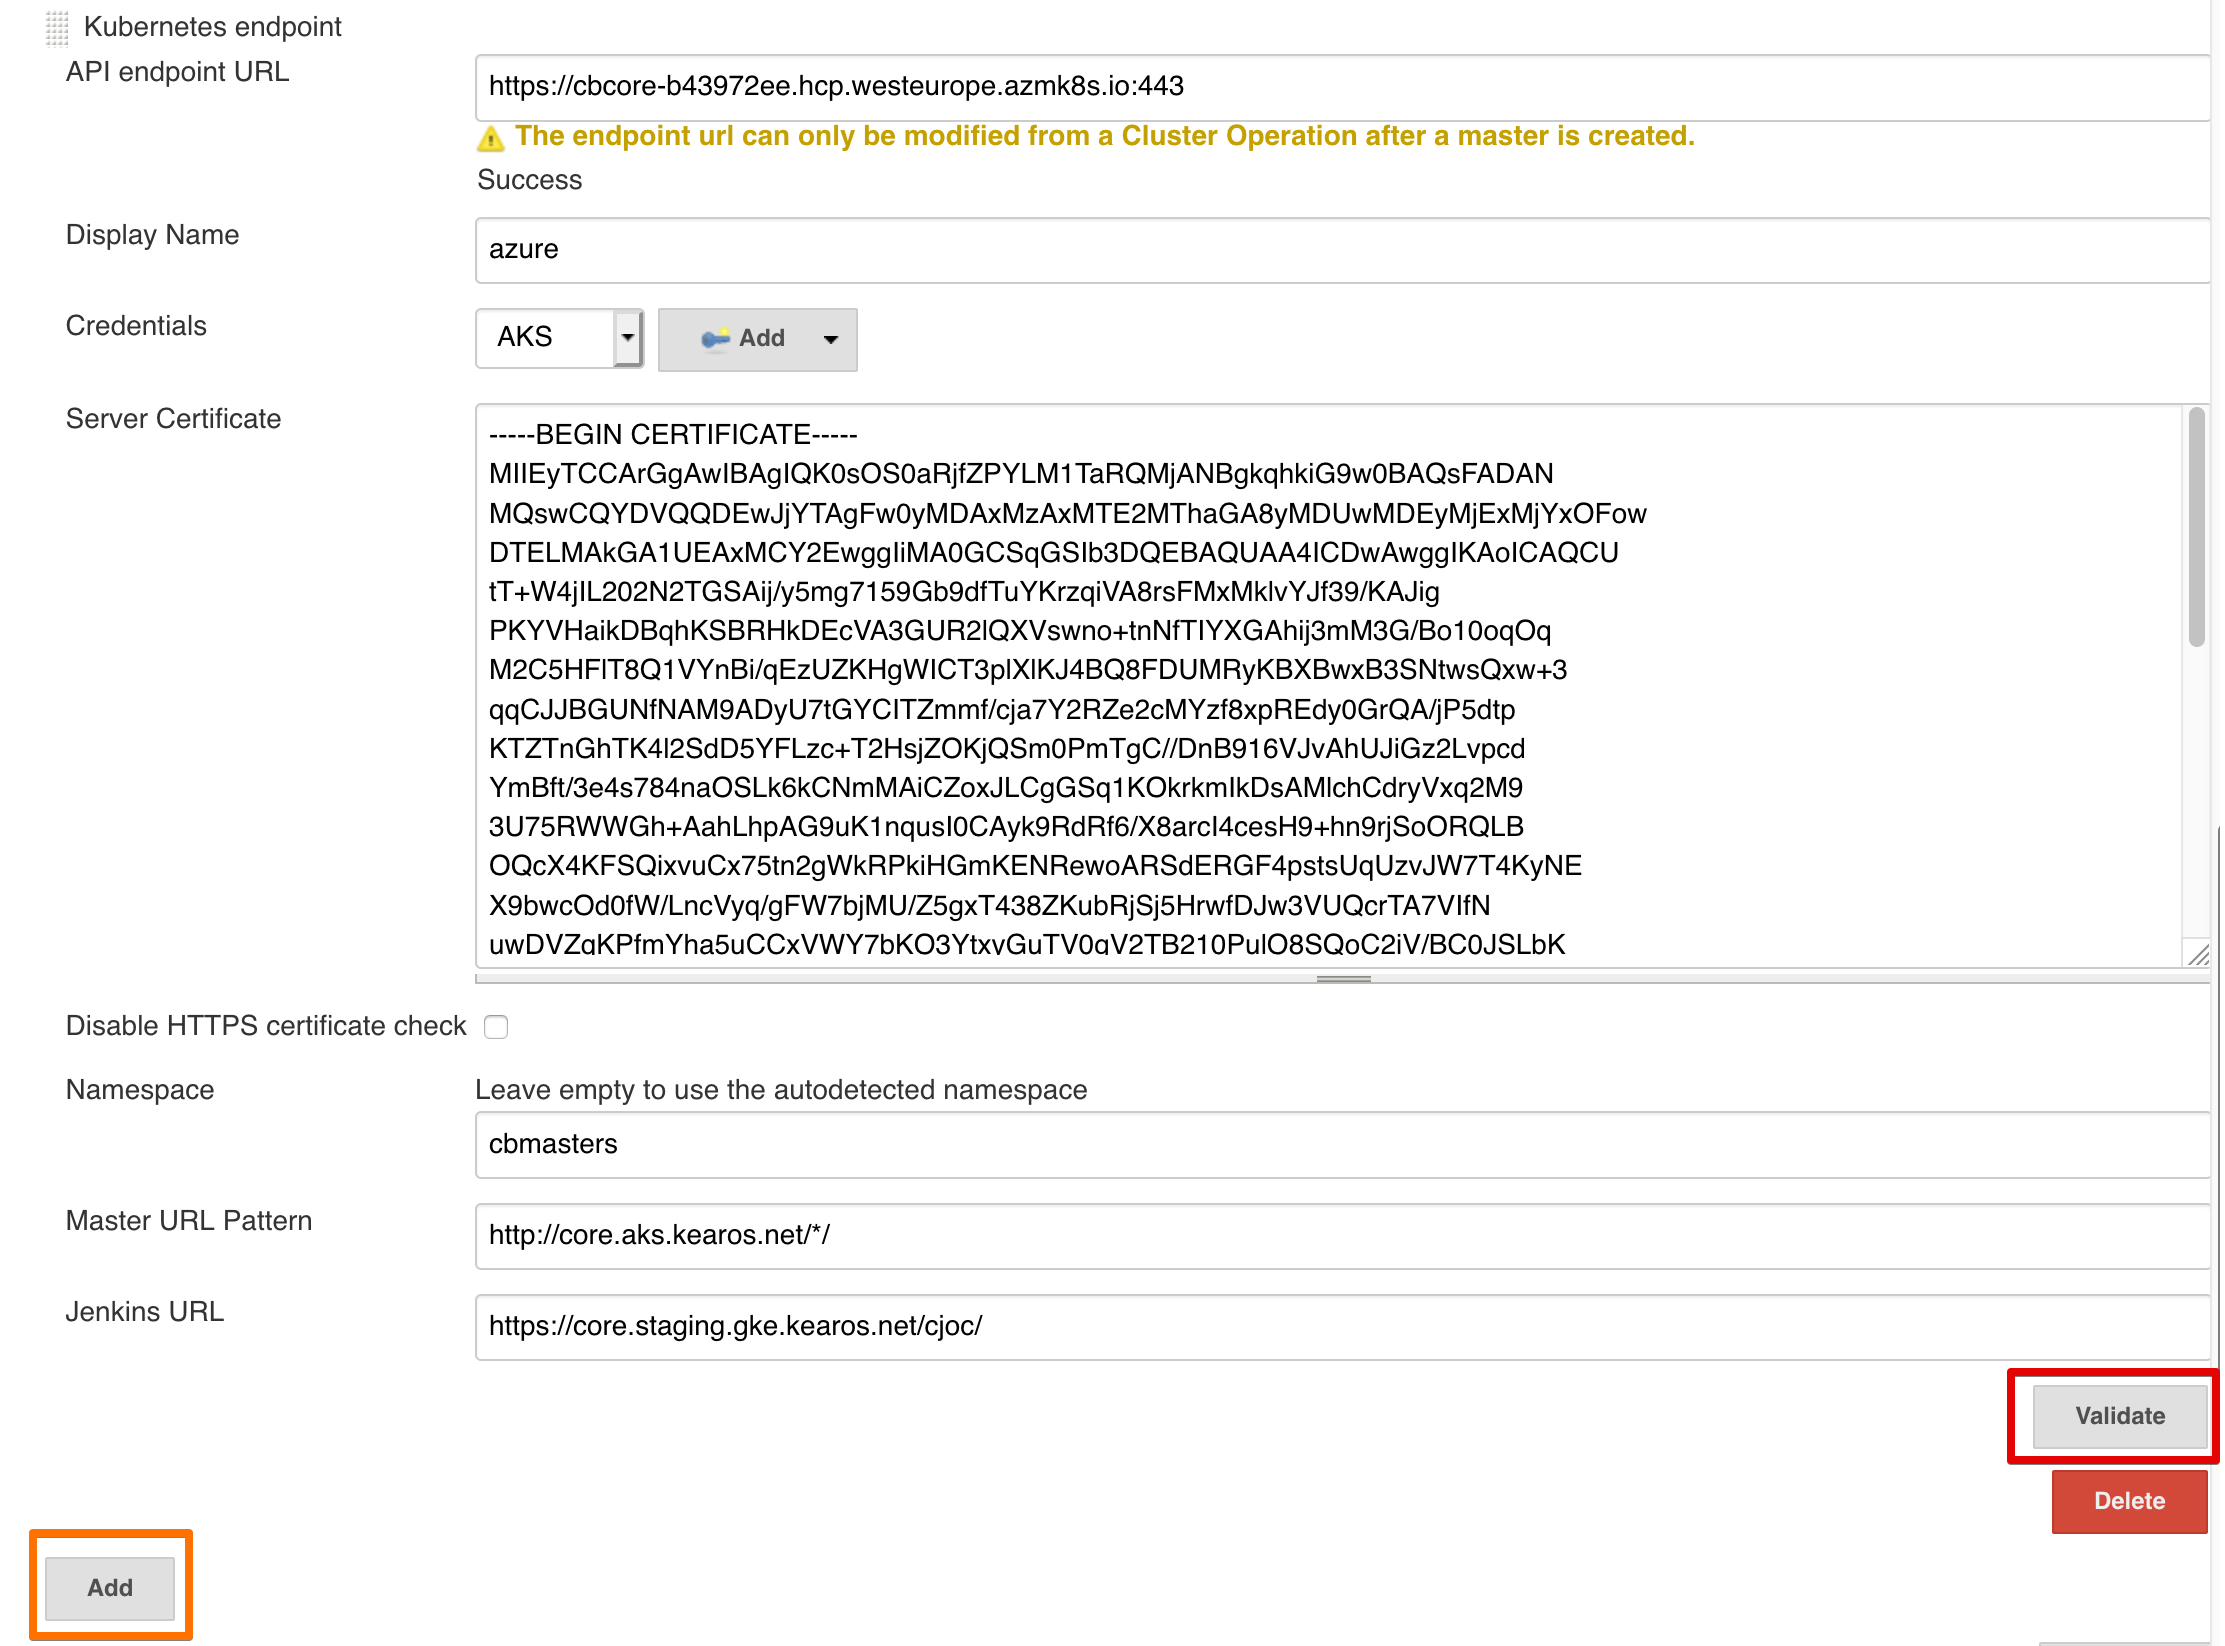 Kubernetes endpoint
API endpoint URL
https://cbcore-b43972ee.hcp.westeurope.azmk8s.io:443
The endpoint url can only be modified from a Cluster Operation after a master is created.
Success
Display Name
azure
Credentials
AKS
Add
Server Certificate
-----BEGIN CERTIFICATE-----
MIIEyTCCArGgAwIBAgIQK0sOS0aRjfZPYLM1TaRQMjANBgkqhkiG9w0BAQsFADAN
MQswCQYDVQQDEwJjYTAgFw0yMDAxMzAxMTE2MThaGA8yMDUwMDEyMjExMjYxOFow
DTELMAkGA1UEAxMCY2EwggIiMA0GCSqGSIb3DQEBAQUAA4ICDwAwggIKAoICAQCU
tT+W4jIL202N2TGSAij/y5mg7159Gb9dfTuYKrzqiVA8rsFMxMklvYJf39/KAJig
PKYVHaikDBqhKSBRHkDEcVA3GUR2lQXVswno+tnNfTIYXGAhij3mM3G/Bo10oqOq
M2C5HFlT8Q1VYnBi/qEzUZKHgWICT3plXlKJ4BQ8FDUMRyKBXBwxB3SNtwsQxw+3
qqCJJBGUNfNAM9ADyU7tGYCITZmmf/cja7Y2RZe2cMYzf8xpREdy0GrQA/jP5dtp
KTZTnGhTK4l2SdD5YFLzc+T2HsjZOKjQSm0PmTgC//DnB916VJvAhUJiGz2Lvpcd
YmBft/3e4s784naOSLk6kCNmMAiCZoxJLCgGSq1KOkrkmIkDsAMlchCdryVxq2M9
3U75RWWGh+AahLhpAG9uK1nqusI0CAyk9RdRf6/X8arcI4cesH9+hn9rjSoORQLB
OQcX4KFSQixvuCx75tn2gWkRPkiHGmKENRewoARSdERGF4pstsUqUzvJW7T4KyNE
X9bwcOd0fW/LncVyq/gFW7bjMU/Z5gxT438ZKubRjSj5HrwfDJw3VUQcrTA7VIfN
uwDVZqKPfmYha5uCCxVWY7bKO3YtxvGuTV0qV2TB210PulO8SQoC2iV/BC0JSLbK
Disable HTTPS certificate check
Namespace
Leave empty to use the autodetected namespace
cbmasters
Master URL Pattern
http://core.aks.kearos.net/*/
Jenkins URL
https://core.staging.gke.kearos.net/cjoc/
Validate
Delete
Add